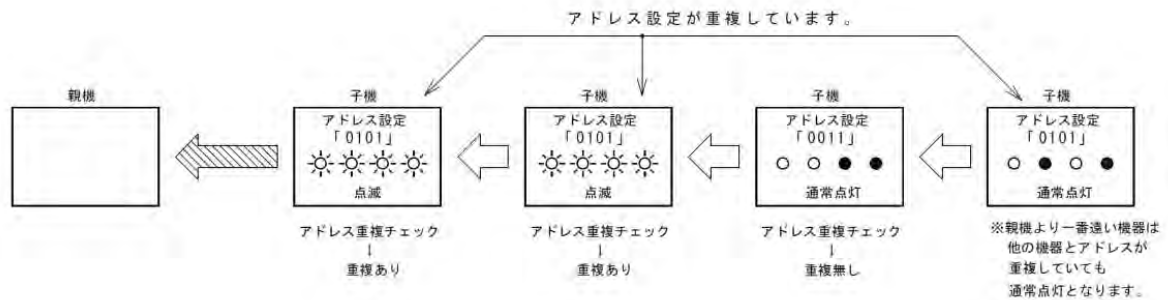 アドレス設定が重複しています。
親機
子機
アドレス設定
「0101」
点滅
アドレス重複チェック
↓
重複あり
子機
アドレス設定
「0101」
点滅
アドレス重複チェック
↓
重複あり
子機
アドレス設定
「0011」
通常点灯
アドレス重複チェック
↓
重複無し
子機
アドレス設定
「0101」
通常点灯
※親機より一番遠い機器は
他の機器とアドレスが
重複していても
通常点灯となります。